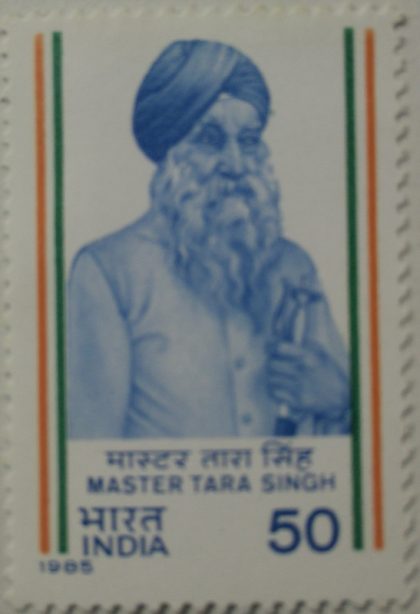 मास्टर तारा सिंह
MASTER TARA SINGH
भारत
INDIA
50
1985